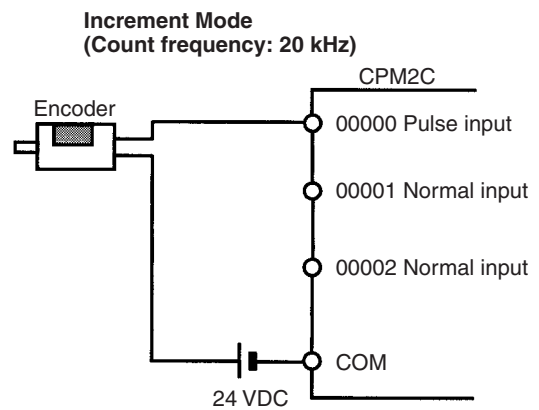 Increment Mode
(Count frequency: 20 kHz)
CPM2C
Encoder
00000 Pulse input
00001 Normal input
00002 Normal input
COM
24 VDC